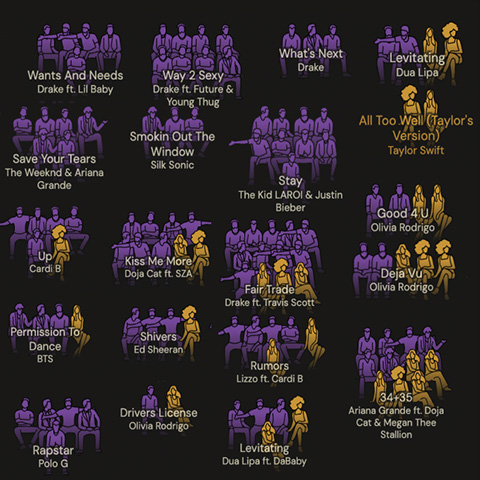 Wants And Needs
Drake ft. Lil Baby
Way 2 Sexy
Drake ft. Future &
Young Thug
What's Next
Drake
Levitating
Dua Lipa
All Too Well (Taylor's
Version)
Taylor Swift
Save Your Tears
The Weeknd & Ariana
Grande
Smokin Out The
Window
Silk Sonic
Stay
The Kid LAROI & Justin
Bieber
Good 4 U
Olivia Rodrigo
Up
Cardi B
Kiss Me More
Doja Cat ft. SZA
Fair Trade
Drake ft. Travis Scott
Deja Vu
Olivia Rodrigo
Permission To
Dance
BTS
Shivers
Ed Sheeran
Rumors
Lizzo ft. Cardi B
34+35
Ariana Grande ft. Doja
Cat & Megan Thee
Stallion
Rapstar
Polo G
Drivers License
Olivia Rodrigo
Levitating
Dua Lipa ft. DaBaby